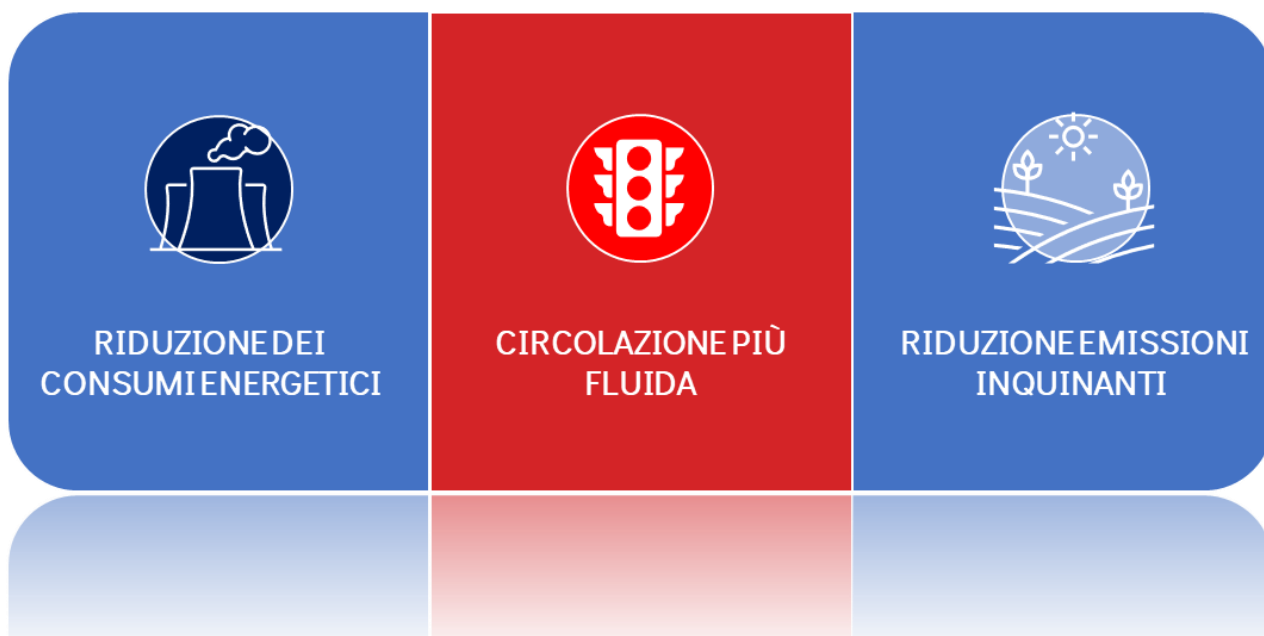 RIDUZIONE DEI
CONSUMI ENERGETICI
CIRCOLAZIONE PIÙ
FLUIDA
RIDUZIONE EMISSIONI
INQUINANTI